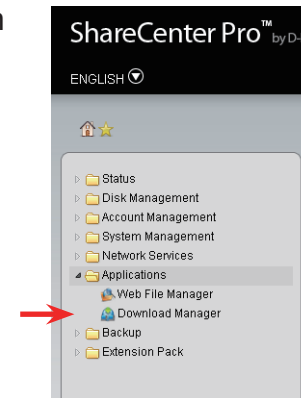 ShareCenter Pro™ by D-
ENGLISH
Status
Disk Management
Account Management
System Management
Network Services
Applications
Web File Manager
Download Manager
Backup
Extension Pack